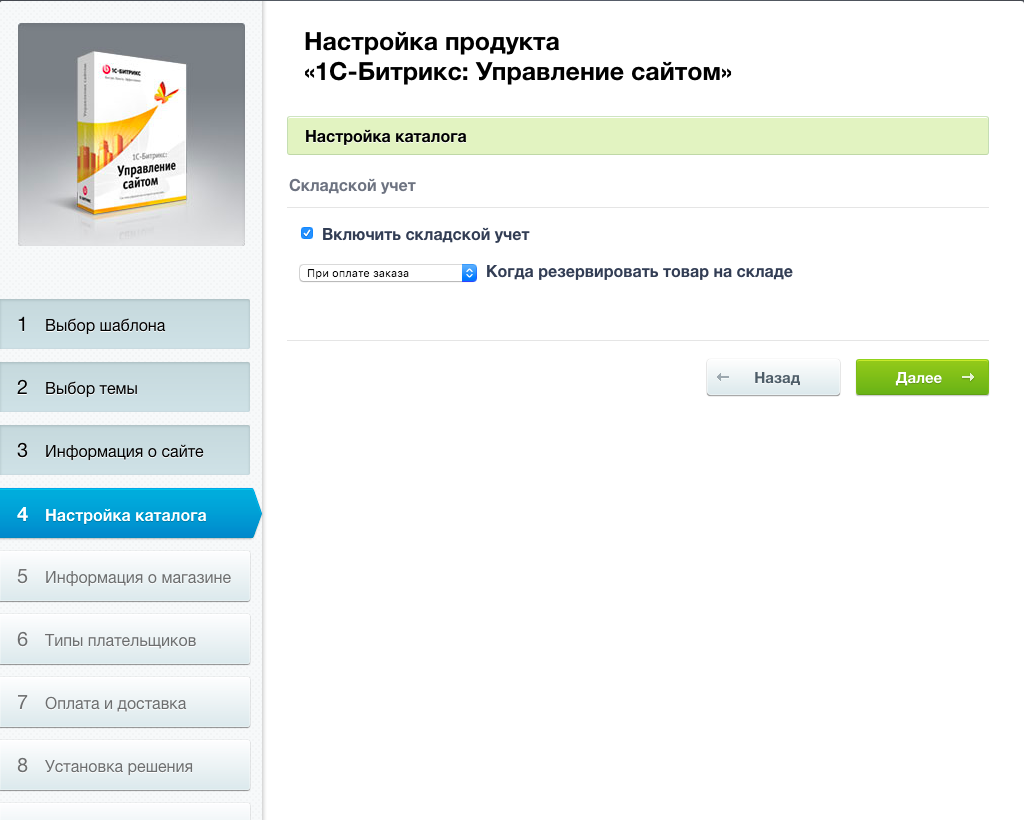 Настройка продукта
«1С-Битрикс: Управление сайтом»
Настройка каталога
Складской учет
Включить складской учет
При оплате заказа Когда резервировать товар на складе
← Назад
Далее →
1С-БИТРИКС
1С-Битрикс:
Управление
сайтом
1 Выбор шаблона
2 Выбор темы
3 Информация о сайте
4 Настройка каталога
5 Информация о магазине
6 Типы плательщиков
7 Оплата и доставка
8 Установка решения